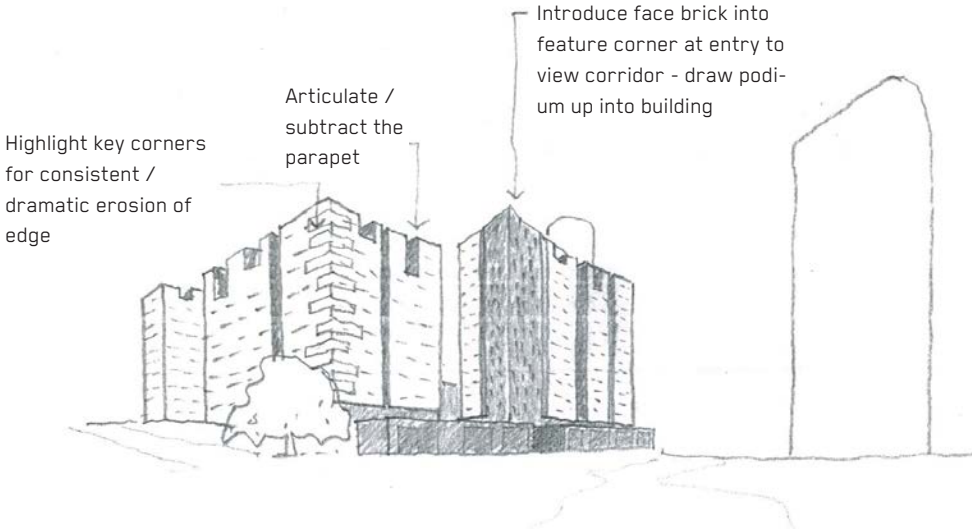 Introduce face brick into
feature corner at entry to
view corridor - draw podi-
um up into building
Articulate /
subtract the
parapet
Highlight key corners
for consistent /
dramatic erosion of
edge